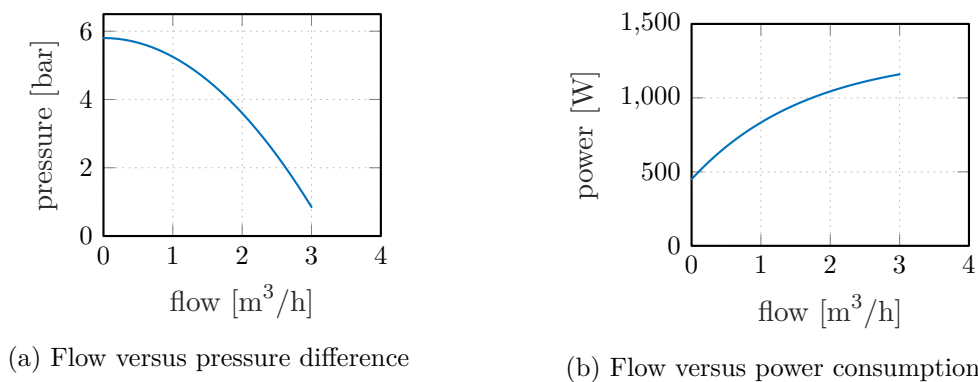 6
4
2
0
pressure [bar]
0 1 2 3 4
flow [m³/h]
(a) Flow versus pressure difference
1,500
1,000
500
0
power [W]
0 1 2 3 4
flow [m³/h]
(b) Flow versus power consumption